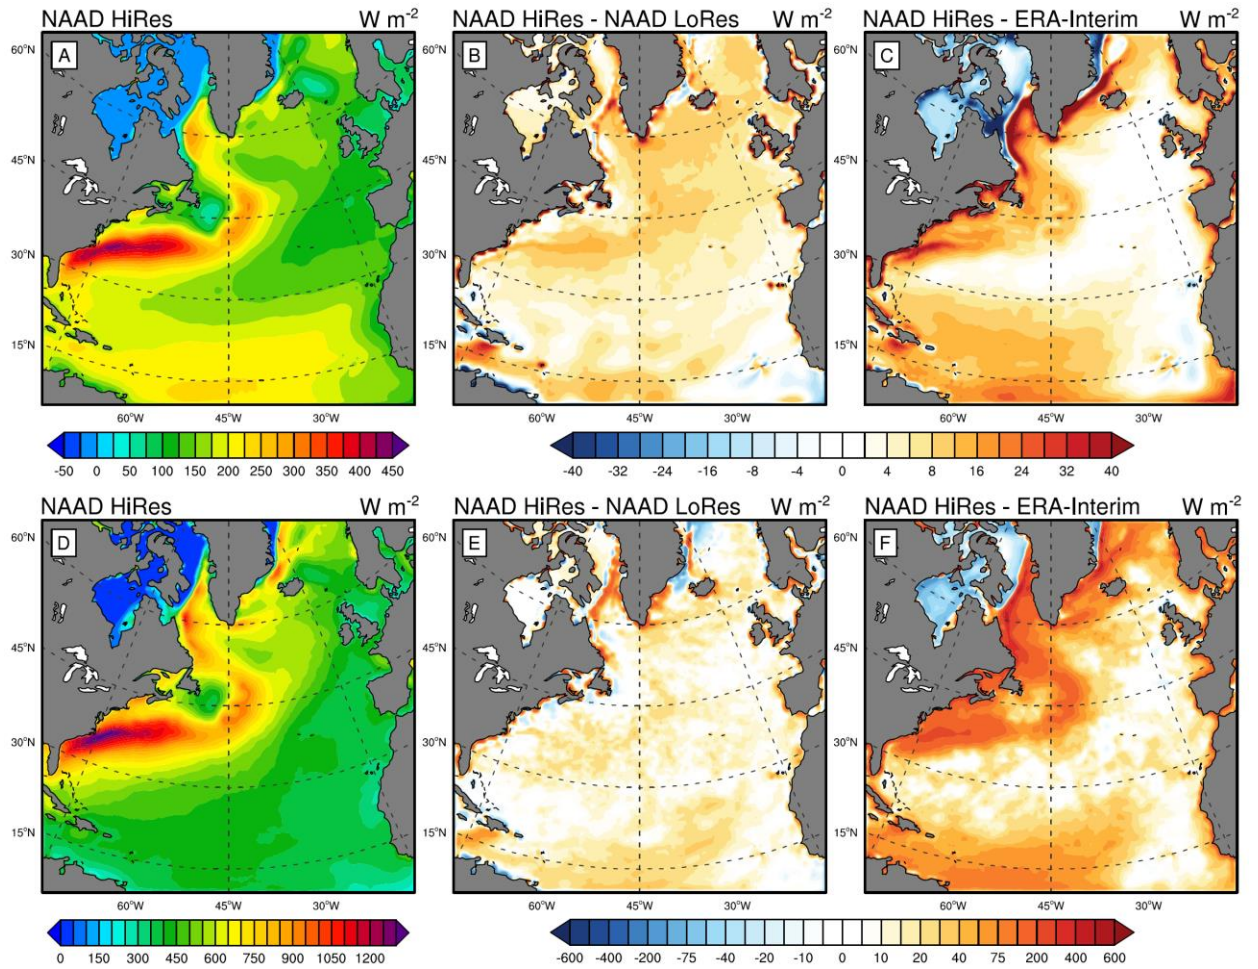 NAAD HiRes W m-2 NAAD HiRes - NAAD LoRes W m-2 NAAD HiRes - ERA-Interim W m-2
60°N A 60°N B 60°N C
45°N 45°N 45°N
30°N 30°N 30°N
15°N 15°N 15°N
60°W 45°W 30°W 60°W 45°W 30°W 60°W 45°W 30°W
-50 0 50 100 150 200 250 300 350 400 450 -40 -32 -24 -16 -8 -4 0 4 8 16 24 32 40
NAAD HiRes W m-2 NAAD HiRes - NAAD LoRes W m-2 NAAD HiRes - ERA-Interim W m-2
60°N D 60°N E 60°N F
45°N 45°N 45°N
30°N 30°N 30°N
15°N 15°N 15°N
60°W 45°W 30°W 60°W 45°W 30°W 60°W 45°W 30°W
0 150 300 450 600 750 900 1050 1200 -600 -400 -200 -75 -40 -20 -10 0 10 20 40 75 200 400 600